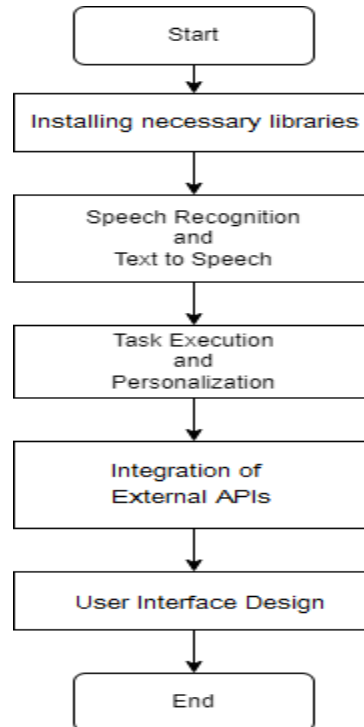 Start
Installing necessary libraries
Speech Recognition
and
Text to Speech
Task Execution
and
Personalization
Integration of
External APIs
User Interface Design
End